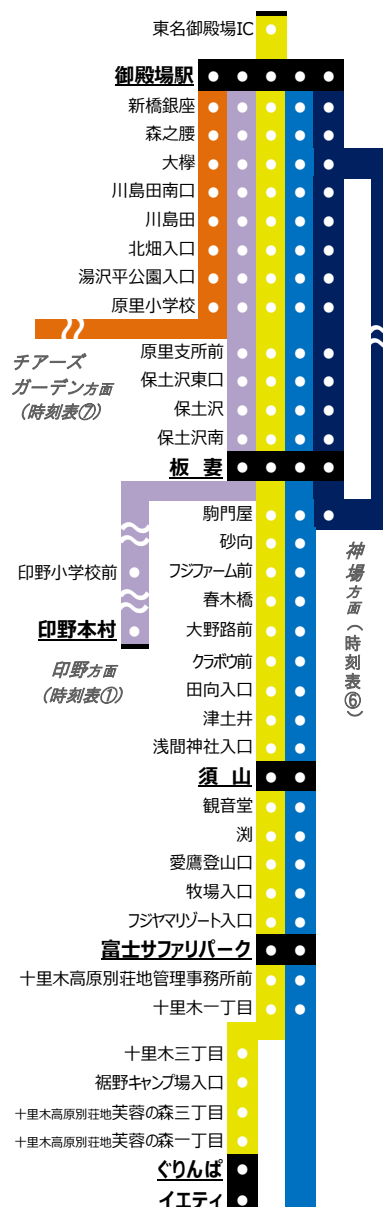 東名御殿場IC
御殿場駅
新橋銀座
森之腰
大欅
川島田南口
川島田
北畑入口
湯沢平公園入口
原里小学校
チアーズ
ガーデン方面
(時刻表⑦)
原里支所前
保土沢東口
保土沢
保土沢南
板 妻
駒門屋
砂向
印野小学校前
フジファーム前
春木橋
印野本村
大野路前
印野方面
(時刻表①)
神場方面(時刻表⑥)
クラボウ前
田向入口
津土井
浅間神社入口
須 山
観音堂
渕
愛鷹登山口
牧場入口
フジヤマリゾート入口
富士サファリパーク
十里木高原別荘地管理事務所前
十里木一丁目
十里木三丁目
裾野キャンプ場入口
十里木高原別荘地芙蓉の森三丁目
十里木高原別荘地芙蓉の森一丁目
ぐりんぱ
イエティ